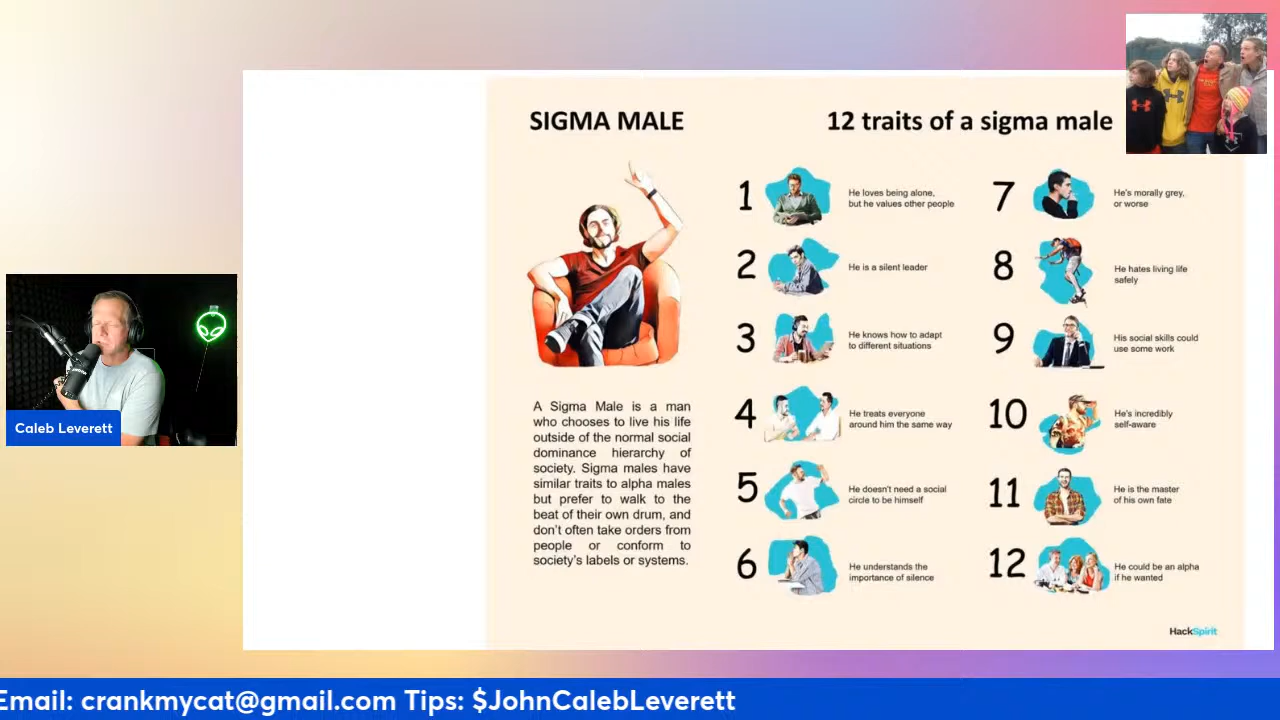 SIGMA MALE
12 traits of a sigma male
A Sigma Male is a man
who chooses to live his life
outside of the normal social
dominance hierarchy of
society. Sigma males have
similar traits to alpha males
but prefer to walk to the
beat of their own drum, and
don't often take orders from
people or conform to
society's labels or systems.
1
He loves being alone,
but he values other people
2
He is a silent leader
3
He knows how to adapt
to different situations
4
He treats everyone
around him the same way
5
He doesn't need a social
circle to be himself
6
He understands the
importance of silence
7
He's morally grey,
or worse
8
He hates living life
safely
9
His social skills could
use some work
10
He's incredibly
self-aware
11
He is the master
of his own fate
12
He could be an alpha
if he wanted
HackSpirit
Caleb Leverett
Email: crankmycat@gmail.com Tips: $JohnCalebLeverett